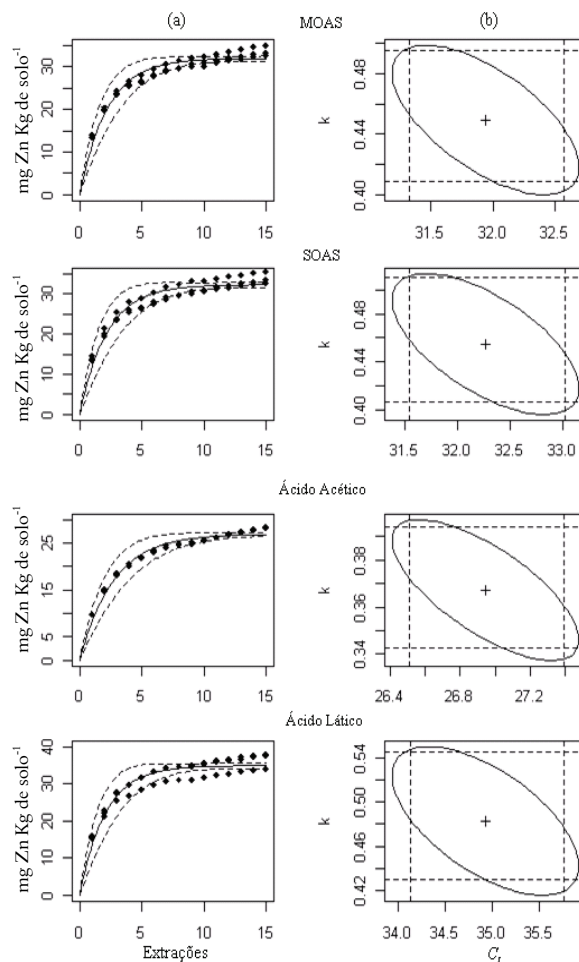 (a) (b)
MOAS
mg Zn Kg de solo-1
0 10 20 30
0 5 10 15
k
0.40 0.44 0.48
31.5 32.0 32.5
SOAS
mg Zn Kg de solo-1
0 10 20 30
0 5 10 15
k
0.40 0.44 0.48
31.5 32.0 32.5 33.0
Ácido Acético
mg Zn Kg de solo-1
0 5 15 25
0 5 10 15
k
0.34 0.36 0.38
26.4 26.8 27.2
Ácido Lático
mg Zn Kg de solo-1
0 10 20 30 40
0 5 10 15
Extrações
k
0.42 0.46 0.50 0.54
34.0 34.5 35.0 35.5